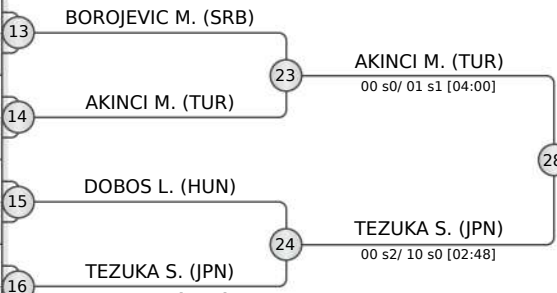 BOROJEVIC M. (SRB)
13
23
AKINCI M. (TUR)
00 s0/ 01 s1 [04:00]
AKINCI M. (TUR)
14
28
DOBOS L. (HUN)
15
24
TEZUKA S. (JPN)
00 s2/ 10 s0 [02:48]
TEZUKA S. (JPN)
16